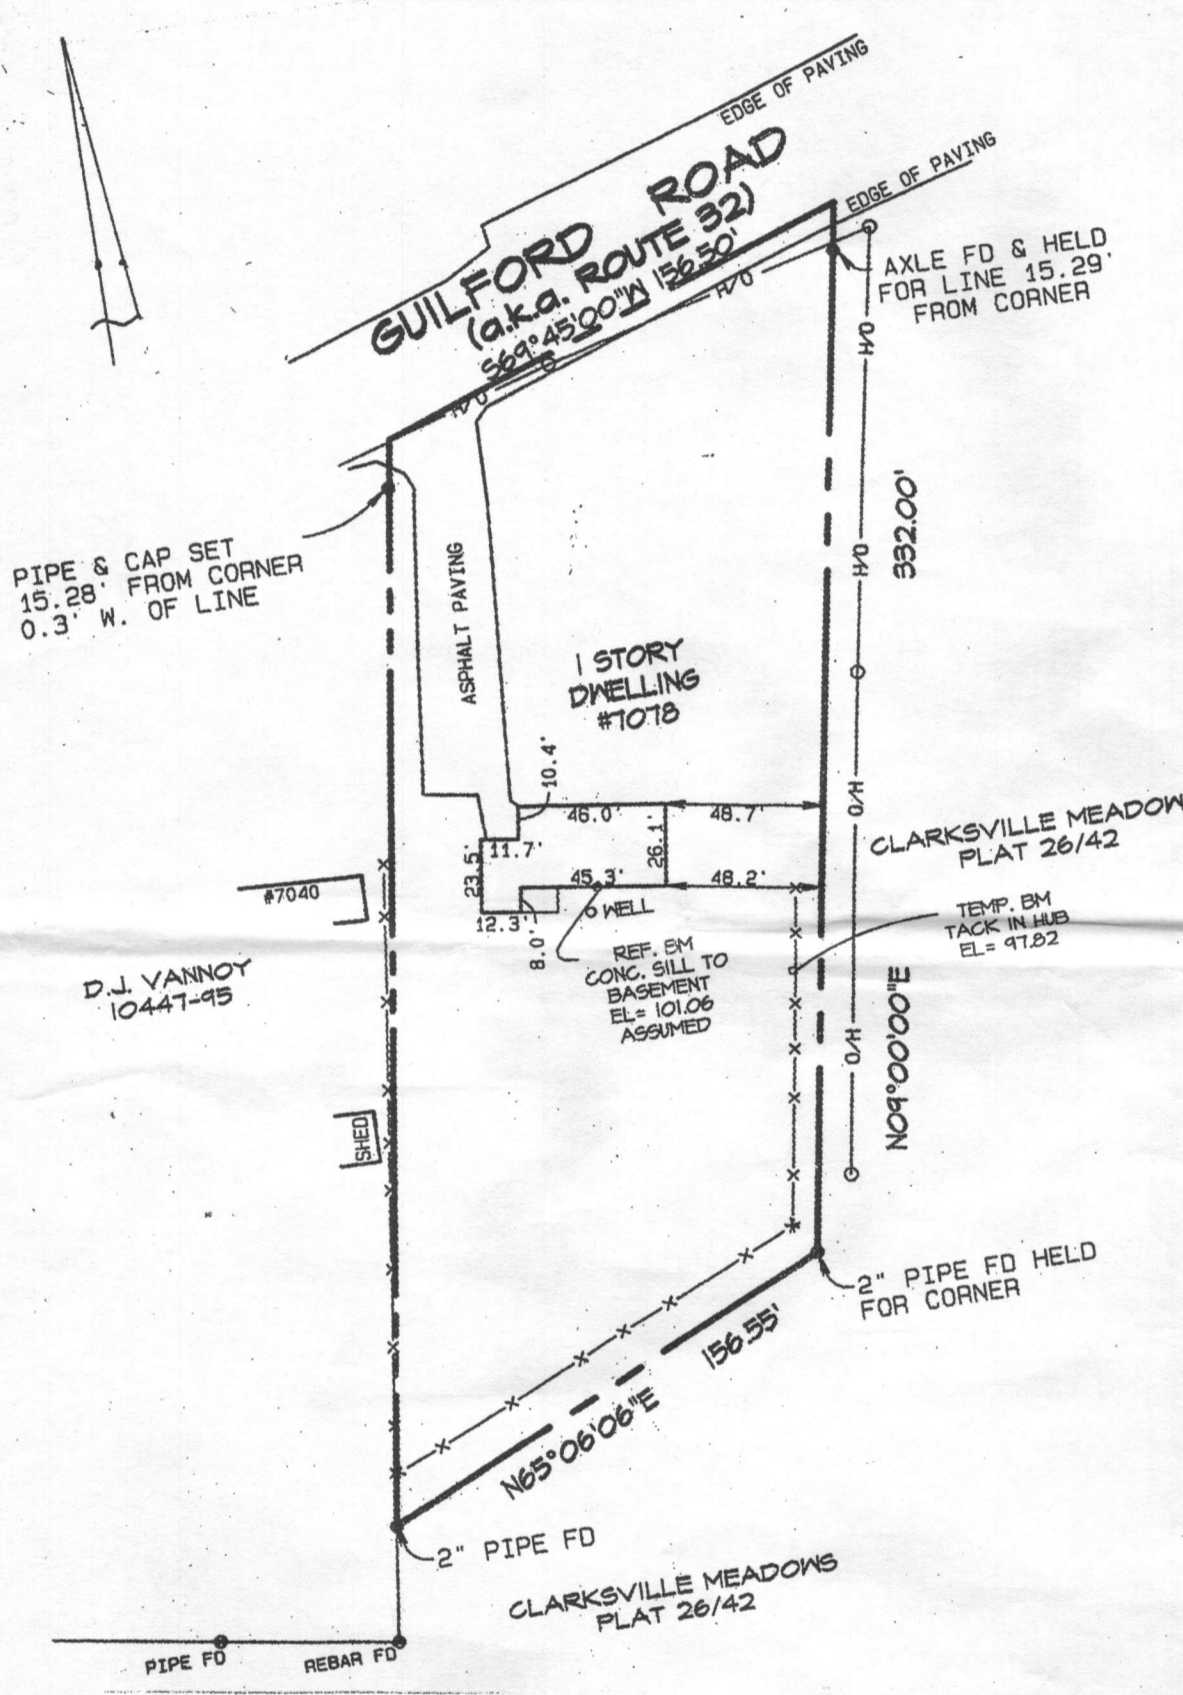 EDGE OF PAVING
GUILFORD ROAD
(a.k.a. ROUTE 32)
S69°45'00"W 156.50'
EDGE OF PAVING
AXLE FD & HELD
FOR LINE 15.29'
FROM CORNER
O/H
O/H
O/H
PIPE & CAP SET
15.28' FROM CORNER
0.3' W. OF LINE
332.00'
O/H
ASPHALT PAVING
1 STORY
DWELLING
#7078
10.4'
46.0'
48.7'
O/H
CLARKSVILLE MEADOW
PLAT 26/42
26.1'
11.7'
23.5'
45.3'
48.2'
#7040
12.3'
8.0'
WELL
TEMP. BM
TACK IN HUB
EL= 97.82
REF. BM
CONC. SILL TO
BASEMENT
EL= 101.06
ASSUMED
D.J. VANNOY
10447-95
O/H
N09°00'00"E
SHED
2" PIPE FD HELD
FOR CORNER
156.55'
N65°06'06"E
2" PIPE FD
CLARKSVILLE MEADOWS
PLAT 26/42
PIPE FD
REBAR FD